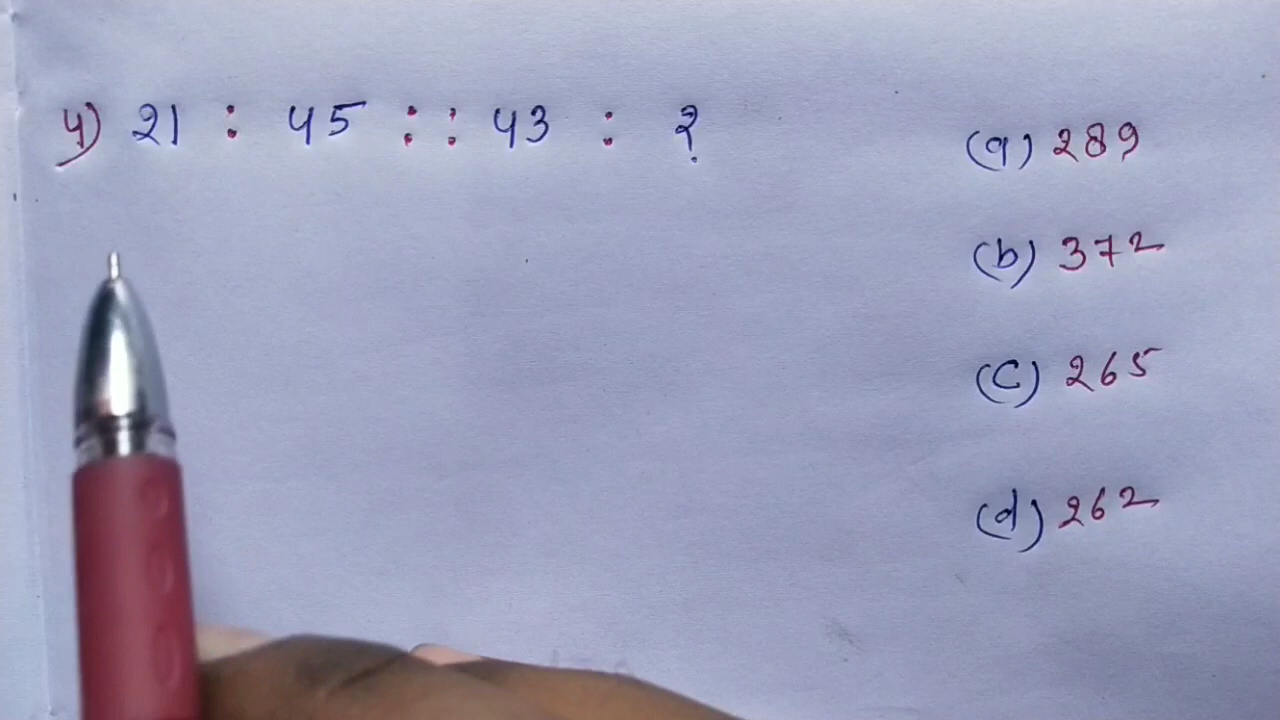 4) 21 : 45 :: 43 : ?
(a) 289
(b) 372
(c) 265
(d) 262